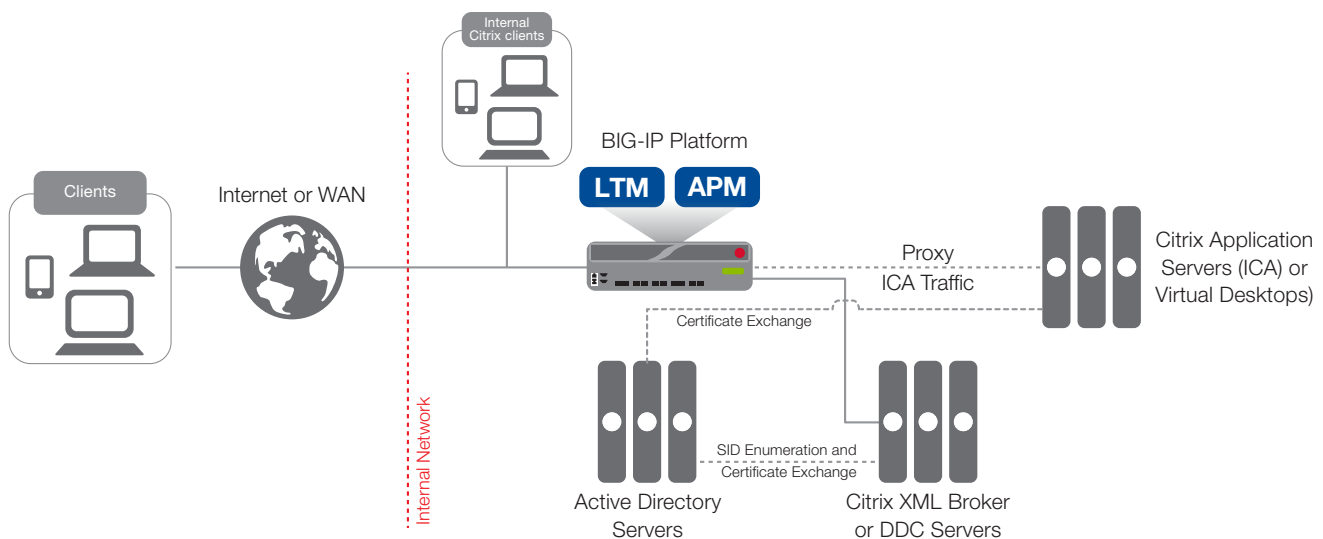 Internal
Citrix clients
BIG-IP Platform
LTM
APM
Clients
Internet or WAN
Proxy
ICA Traffic
Citrix Application
Servers (ICA) or
Virtual Desktops)
Certificate Exchange
Internal Network
SID Enumeration and
Certificate Exchange
Active Directory
Servers
Citrix XML Broker
or DDC Servers